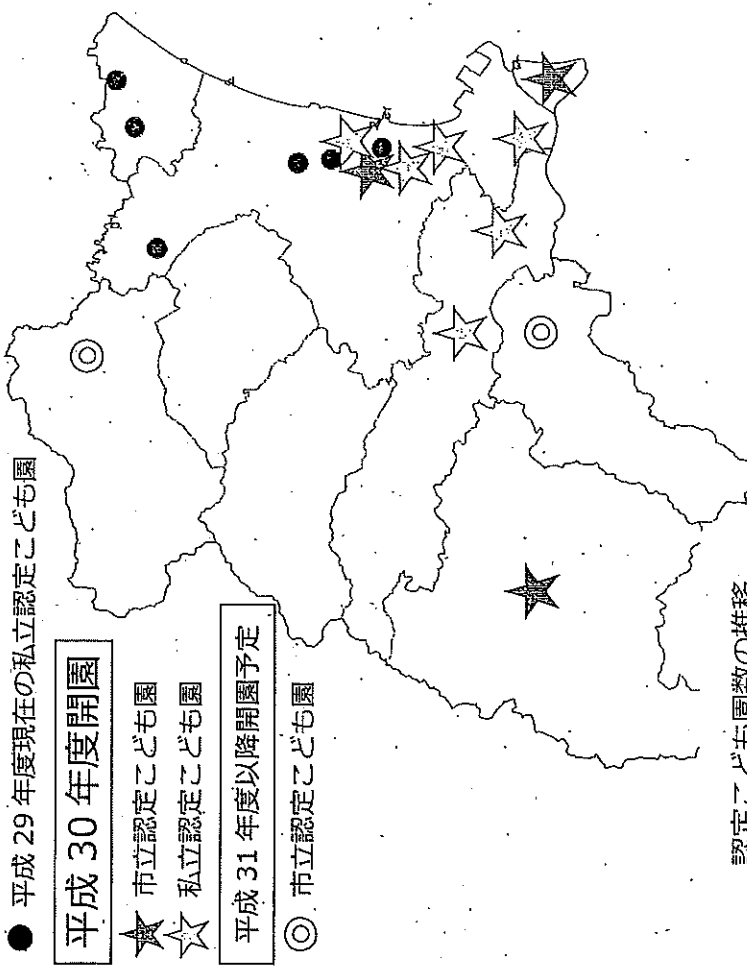 ● 平成 29 年度現在の私立認定こども園
平成 30 年度開園
市立認定こども園
私立認定こども園
平成 31 年度以降開園予定
◎ 市立認定こども園
認定こども園数の推移